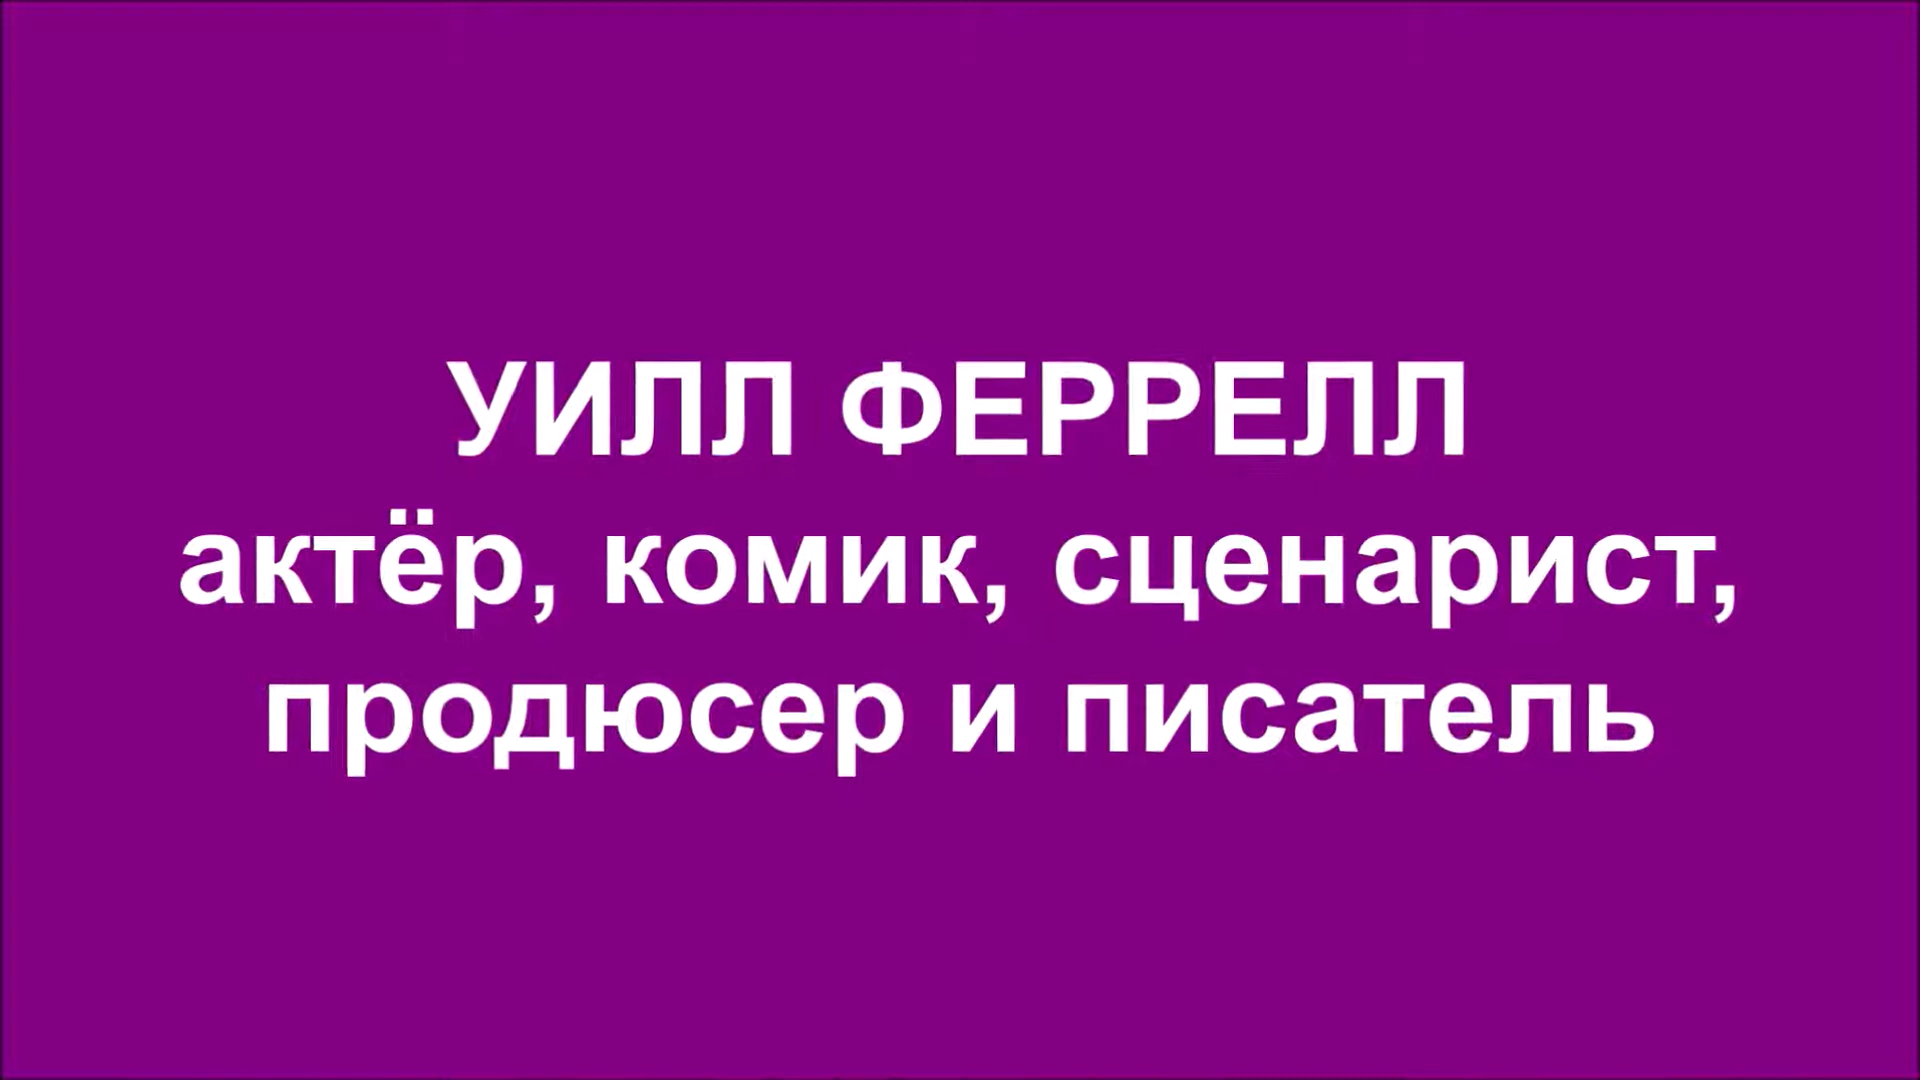 УИЛЛ ФЕРРЕЛЛ
актёр, комик, сценарист,
продюсер и писатель